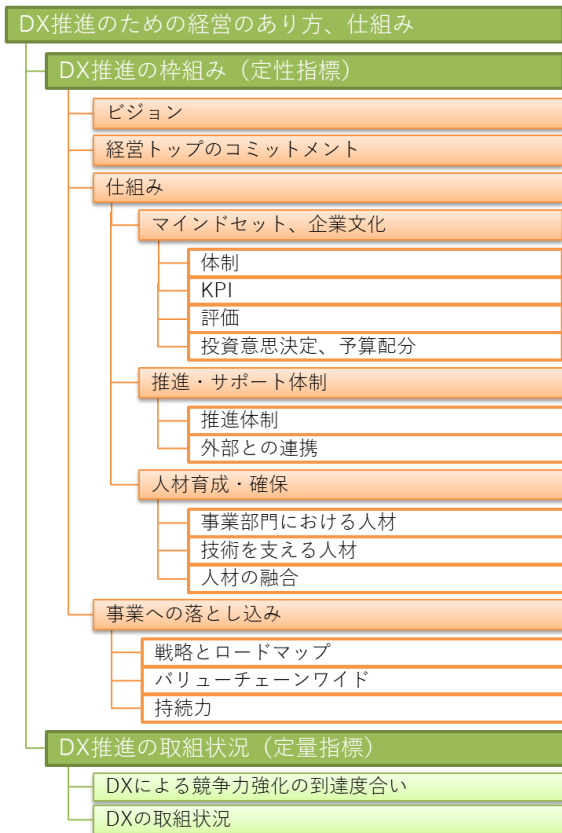 DX推進のための経営のあり方、仕組み
DX推進の枠組み（定性指標）
ビジョン
経営トップのコミットメント
仕組み
マインドセット、企業文化
体制
KPI
評価
投資意思決定、予算配分
推進・サポート体制
推進体制
外部との連携
人材育成・確保
事業部門における人材
技術を支える人材
人材の融合
事業への落とし込み
戦略とロードマップ
バリューチェーンワイド
持続力
DX推進の取組状況（定量指標）
DXによる競争力強化の到達度合い
DXの取組状況